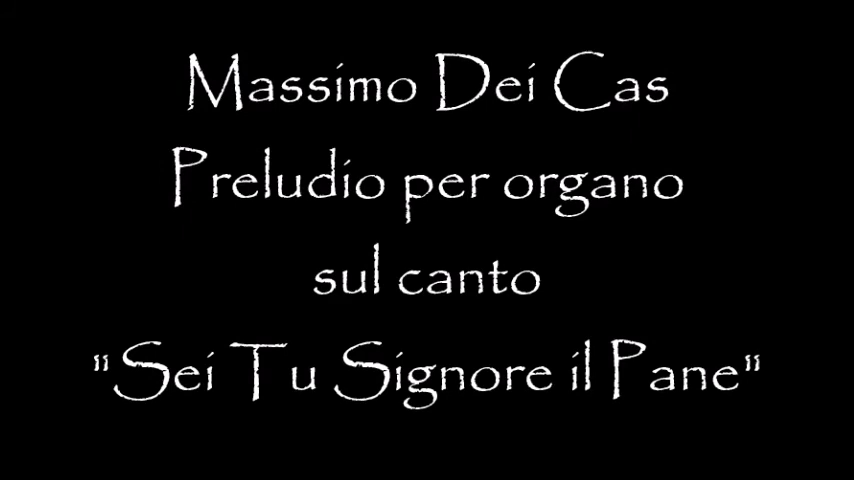 Massimo Dei Cas
Preludio per organo
sul canto
"Sei Tu Signore il Pane"